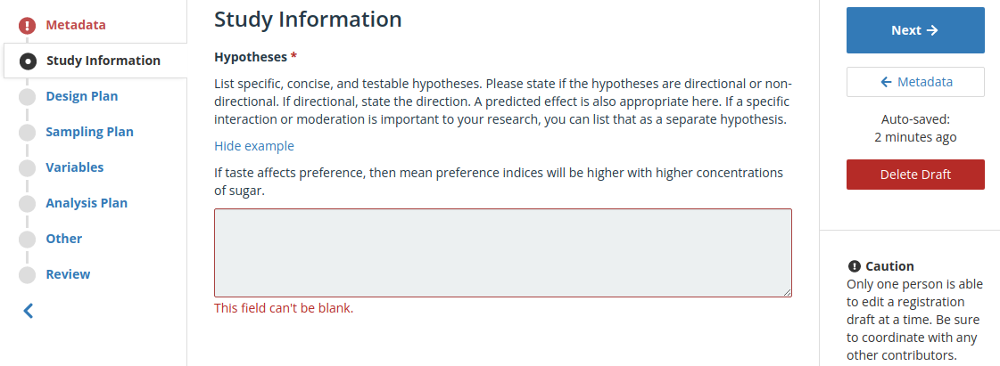 Metadata
Study Information
Design Plan
Sampling Plan
Variables
Analysis Plan
Other
Review
Study Information
Hypotheses *
List specific, concise, and testable hypotheses. Please state if the hypotheses are directional or non-
directional. If directional, state the direction. A predicted effect is also appropriate here. If a specific
interaction or moderation is important to your research, you can list that as a separate hypothesis.
Hide example
If taste affects preference, then mean preference indices will be higher with higher concentrations
of sugar.
This field can't be blank.
Next →
← Metadata
Auto-saved:
2 minutes ago
Delete Draft
Caution
Only one person is able
to edit a registration
draft at a time. Be sure
to coordinate with any
other contributors.